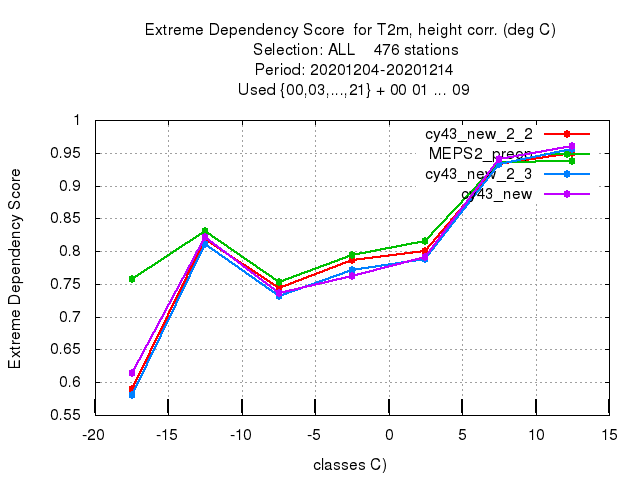 Extreme Dependency Score  for T2m, height corr. (deg C)
Selection: ALL    476 stations
Period: 20201204-20201214
Used {00,03,...,21} + 00 01 ... 09
Extreme Dependency Score
1
0.95
0.9
0.85
0.8
0.75
0.7
0.65
0.6
0.55
cy43_new_2_2
MEPS2_preop
cy43_new_2_3
cy43_new
-20 -15 -10 -5 0 5 10 15
classes C)